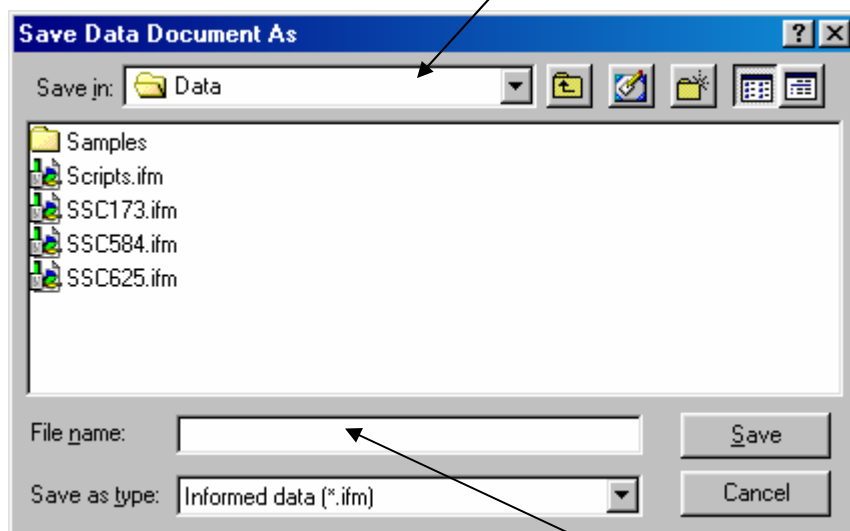 Save Data Document As
Save in: Data
Samples
Scripts.ifm
SSC173.ifm
SSC584.ifm
SSC625.ifm
File name:
Save
Save as type: Informed data (*.ifm)
Cancel